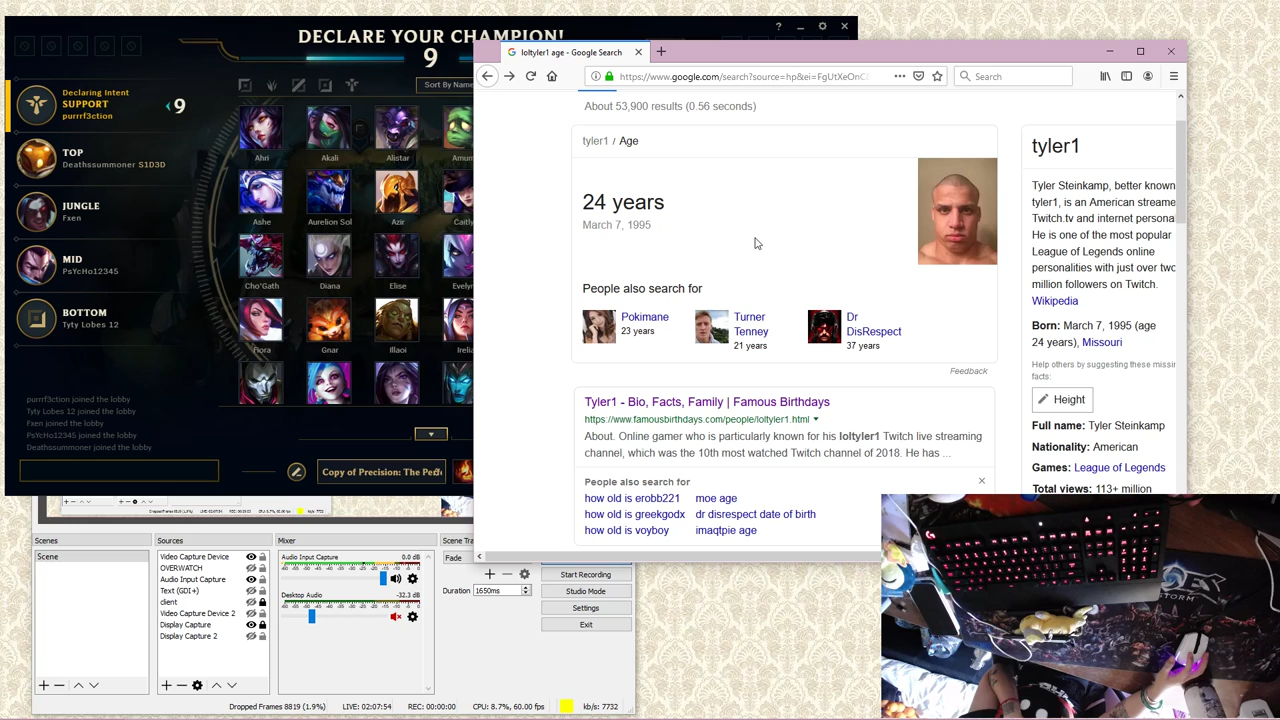 DECLARE YOUR CHAMPION!
9
?
Declaring Intent
SUPPORT
purrrf3ction
9
TOP
Deathssummoner S1D3D
JUNGLE
Fxen
MID
PsYcHo12345
BOTTOM
Tyty Lobes 12
Sort By Name
Ahri
Akali
Alistar
Ashe
Aurelion Sol
Azir
Cho'Gath
Diana
Elise
Fiora
Gnar
Illaoi
purrrf3ction joined the lobby
Tyty Lobes 12 joined the lobby
Fxen joined the lobby
PsYcHo12345 joined the lobby
Deathssummoner joined the lobby
Copy of Precision: The
loltyler1 age - Google Search
https://www.google.com/search?source=hp&ei=FgUtXeOnC
Search
About 53,900 results (0.56 seconds)
tyler1 / Age
24 years
March 7, 1995
People also search for
Pokimane
23 years
Turner
Tenney
21 years
Dr
DisRespect
37 years
Feedback
Tyler1 - Bio, Facts, Family | Famous Birthdays
https://www.famousbirthdays.com/people/loltyler1.html
About. Online gamer who is particularly known for his loltyler1 Twitch live streaming
channel, which was the 10th most watched Twitch channel of 2018. He has ...
People also search for
how old is erobb221
moe age
how old is greekgodx
dr disrespect date of birth
how old is voyboy
imaqtpie age
tyler1
Tyler Steinkamp, better known
tyler1, is an American streame
Twitch.tv and internet persona
He is one of the most popular
League of Legends online
personalities with just over two
million followers on Twitch.
Wikipedia
Born: March 7, 1995 (age
24 years), Missouri
Help others by suggesting these missin
facts:
Height
Full name: Tyler Steinkamp
Nationality: American
Games: League of Legends
Total views: 113+ million
Scenes
Scene
Sources
Video Capture Device
OVERWATCH
Audio Input Capture
Text (GDI+)
client
Video Capture Device 2
Display Capture
Display Capture 2
Mixer
Audio Input Capture
0.0 dB
Desktop Audio
-32.3 dB
Scene Tra
Fade
Duration
1650ms
Start Recording
Studio Mode
Settings
Exit
Dropped Frames 8819 (1.9%)
LIVE: 02:07:54
REC: 00:00:00
CPU: 8.7%, 60.00 fps
kb/s: 7732